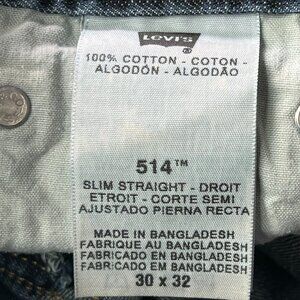 Levi's
®
100% COTTON - COTON -
ALGODÓN - ALGODÃO
514™
SLIM STRAIGHT - DROIT
ETROIT - CORTE SEMI
AJUSTADO PIERNA RECTA
MADE IN BANGLADESH
FABRIQUE AU BANGLADESH
FABRICADO EN BANGLADESH
FABRICADO EM BANGLADESH
30 x 32